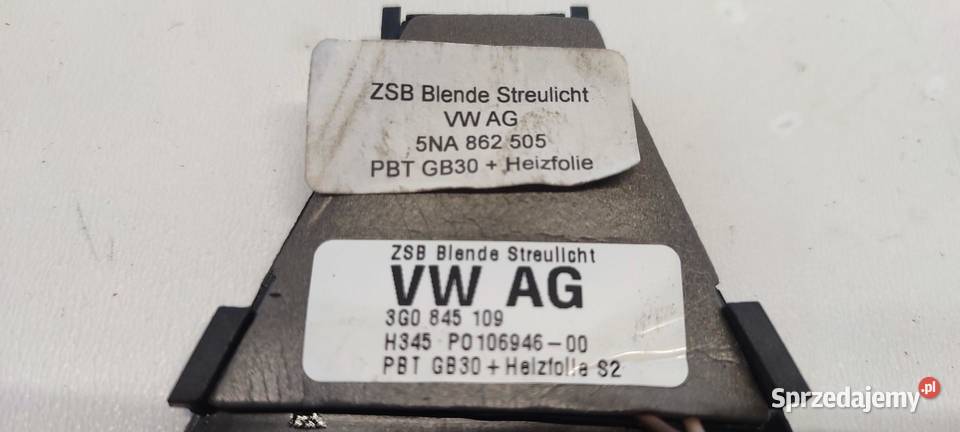 ZSB Blende Streulicht
VW AG
5NA 862 505
PBT GB30 + Heizfolie
ZSB Blende Streulicht
VW AG
3G0 845 109
H345 P0106946-00
PBT GB30+Heizfolie S2
Sprzedajemy.pl